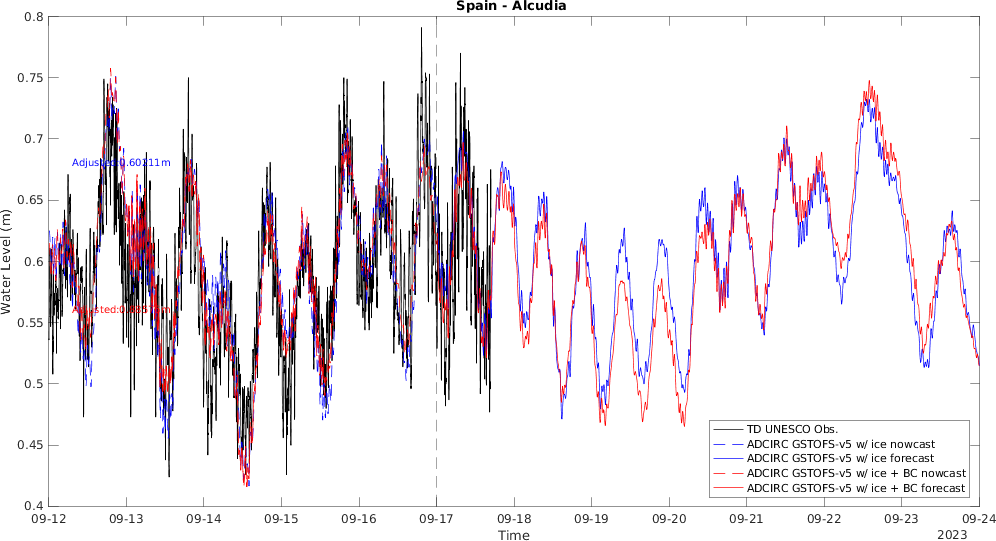 Spain - Alcudia
0.8
0.75
0.7
0.65
0.6
0.55
0.5
0.45
0.4
Water Level (m)
Adjusted:0.60211m
TD UNESCO Obs.
ADCIRC GSTOFS-v5 w/ ice nowcast
ADCIRC GSTOFS-v5 w/ ice forecast
ADCIRC GSTOFS-v5 w/ ice + BC nowcast
ADCIRC GSTOFS-v5 w/ ice + BC forecast
09-12 09-13 09-14 09-15 09-16 09-17 09-18 09-19 09-20 09-21 09-22 09-23 09-24
Time
2023